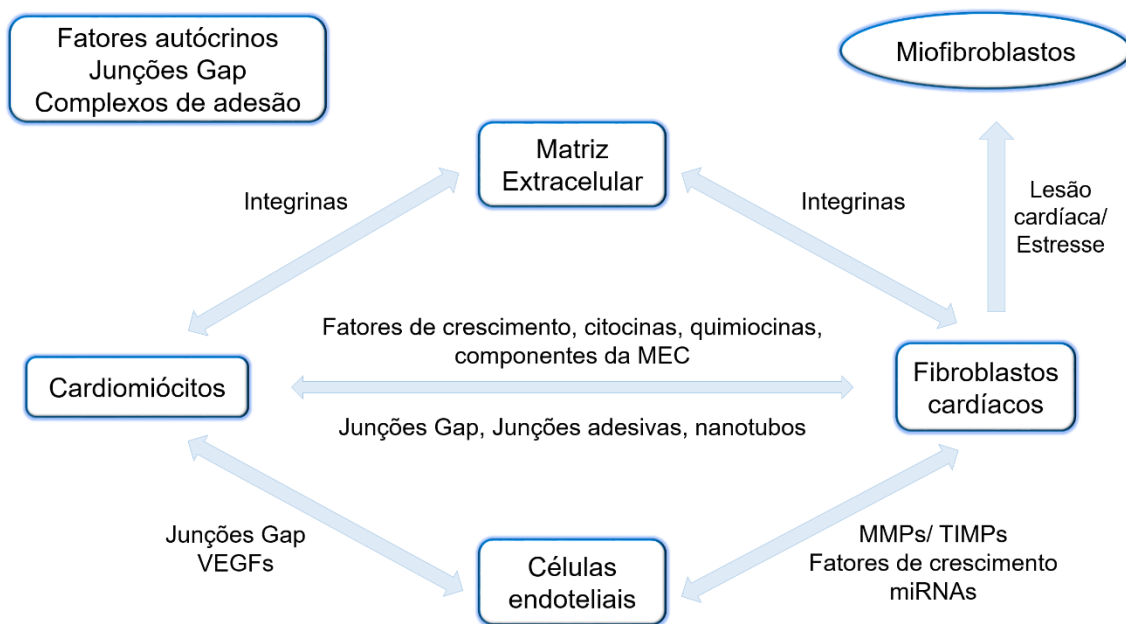 Fatores autócrinos
Junções Gap
Complexos de adesão
Miofibroblastos
Matriz
Extracelular
Integrinas
Integrinas
Lesão
cardíaca/
Estresse
Fatores de crescimento, citocinas, quimiocinas,
componentes da MEC
Cardiomiócitos
Fibroblastos
cardíacos
Junções Gap, Junções adesivas, nanotubos
Junções Gap
VEGFs
MMPs/ TIMPs
Fatores de crescimento
miRNAs
Células
endoteliais